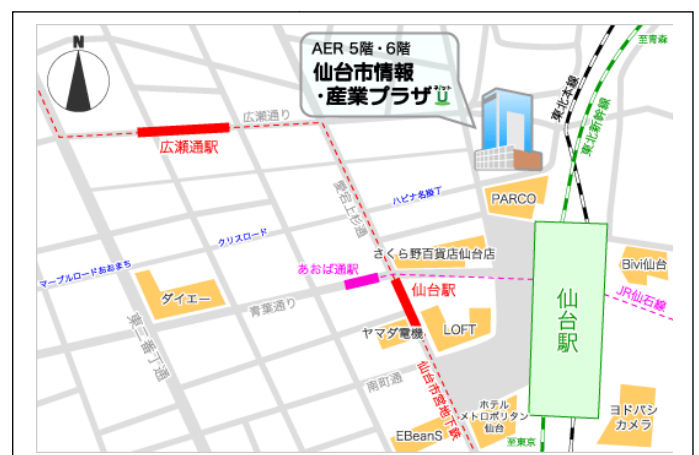 N
AER 5階・6階
仙台市情報
・産業プラザ
ネットU
至青森
東北本線
東北新幹線
広瀬通り
広瀬通駅
愛宕上杉通
ハピナ名掛丁
PARCO
クリスロード
マーブルロードおおまち
さくら野百貨店仙台店
あおば通駅
仙台駅
Bivi仙台
JR仙石線
ダイエー
青葉通り
東二番丁通
ヤマダ電機
LOFT
仙台駅
南町通
仙台市営地下鉄
ホテル
メトロポリタン
仙台
EBeanS
至東京
ヨドバシ
カメラ